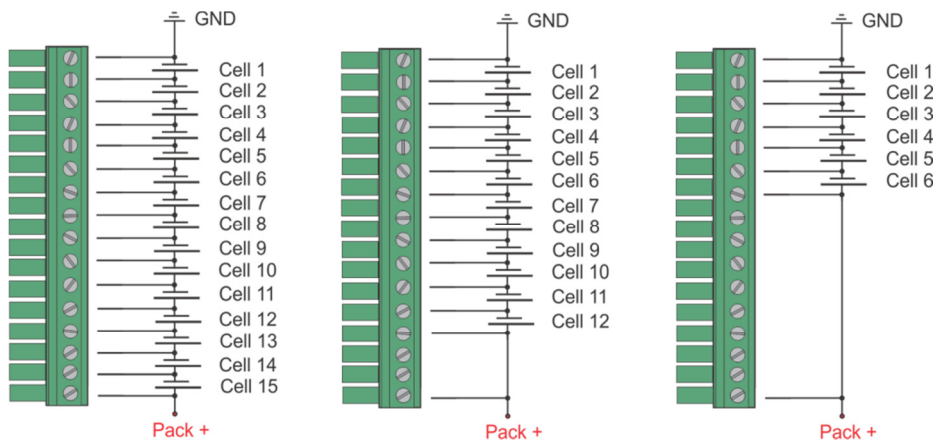 GND
Cell 1
Cell 2
Cell 3
Cell 4
Cell 5
Cell 6
Cell 7
Cell 8
Cell 9
Cell 10
Cell 11
Cell 12
Cell 13
Cell 14
Cell 15
Pack +
GND
Cell 1
Cell 2
Cell 3
Cell 4
Cell 5
Cell 6
Cell 7
Cell 8
Cell 9
Cell 10
Cell 11
Cell 12
Pack +
GND
Cell 1
Cell 2
Cell 3
Cell 4
Cell 5
Cell 6
Pack +